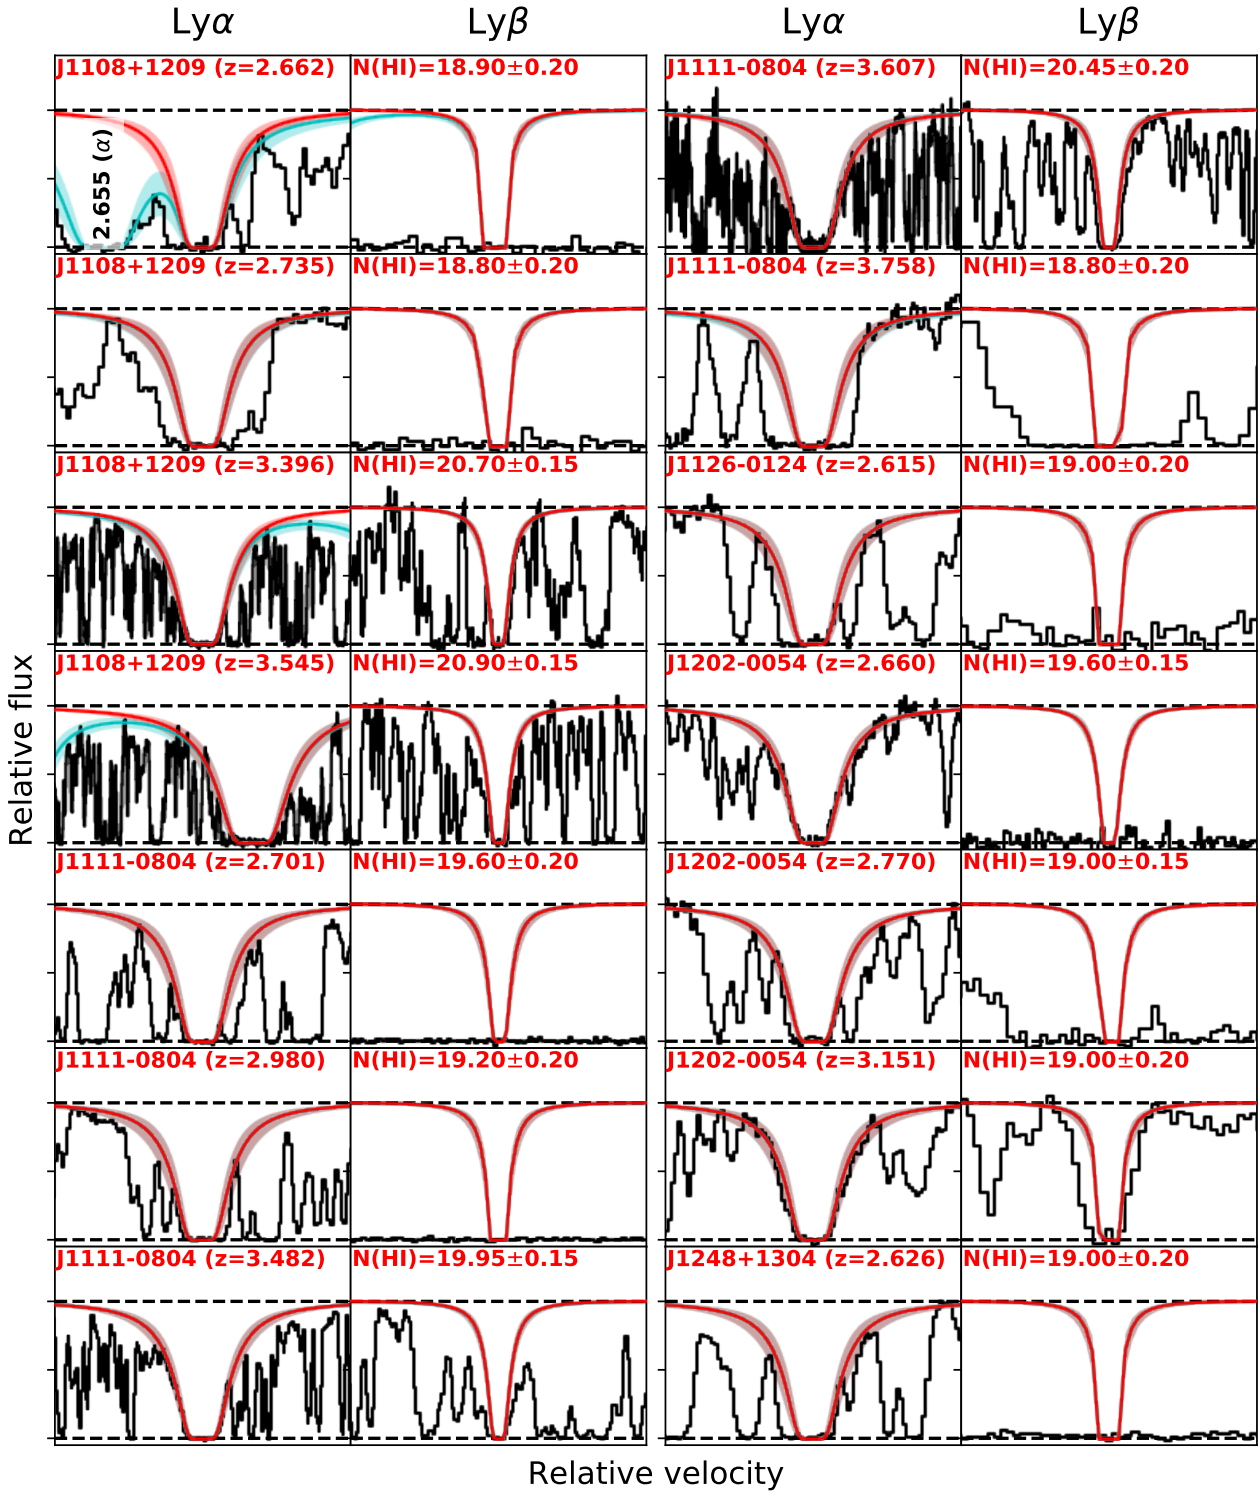 Lyα Lyβ Lyα Lyβ
J1108+1209 (z=2.662) N(HI)=18.90±0.20 J1111-0804 (z=3.607) N(HI)=20.45±0.20
2.655 (α)
J1108+1209 (z=2.735) N(HI)=18.80±0.20 J1111-0804 (z=3.758) N(HI)=18.80±0.20
J1108+1209 (z=3.396) N(HI)=20.70±0.15 J1126-0124 (z=2.615) N(HI)=19.00±0.20
J1108+1209 (z=3.545) N(HI)=20.90±0.15 J1202-0054 (z=2.660) N(HI)=19.60±0.15
J1111-0804 (z=2.701) N(HI)=19.60±0.20 J1202-0054 (z=2.770) N(HI)=19.00±0.15
J1111-0804 (z=2.980) N(HI)=19.20±0.20 J1202-0054 (z=3.151) N(HI)=19.00±0.20
J1111-0804 (z=3.482) N(HI)=19.95±0.15 J1248+1304 (z=2.626) N(HI)=19.00±0.20
Relative flux
Relative velocity